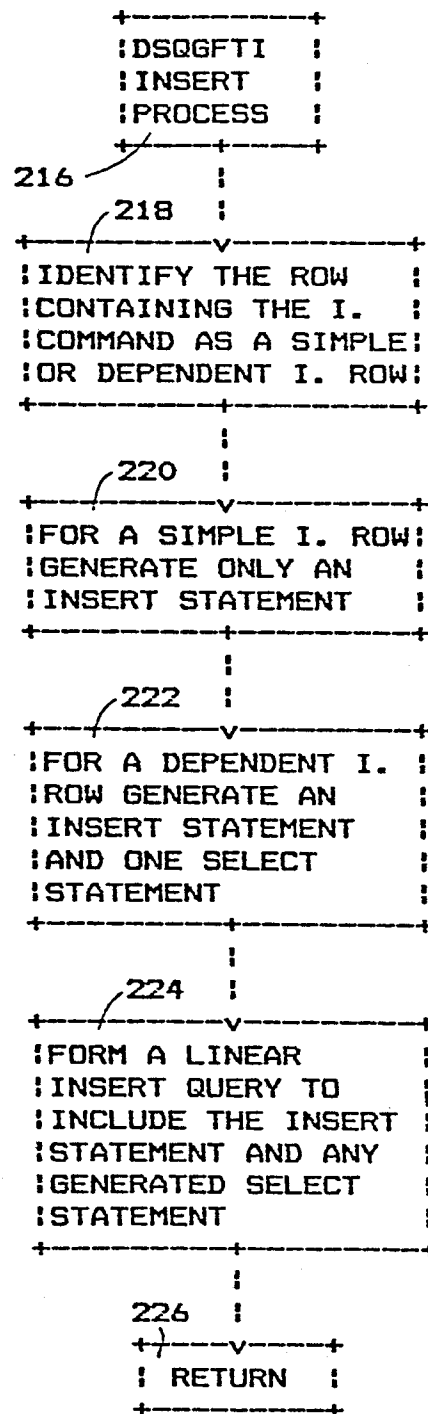 DSQGFTI
INSERT
PROCESS
216
218
IDENTIFY THE ROW
CONTAINING THE I.
COMMAND AS A SIMPLE
OR DEPENDENT I. ROW
220
FOR A SIMPLE I. ROW
GENERATE ONLY AN
INSERT STATEMENT
222
FOR A DEPENDENT I.
ROW GENERATE AN
INSERT STATEMENT
AND ONE SELECT
STATEMENT
224
FORM A LINEAR
INSERT QUERY TO
INCLUDE THE INSERT
STATEMENT AND ANY
GENERATED SELECT
STATEMENT
226
RETURN